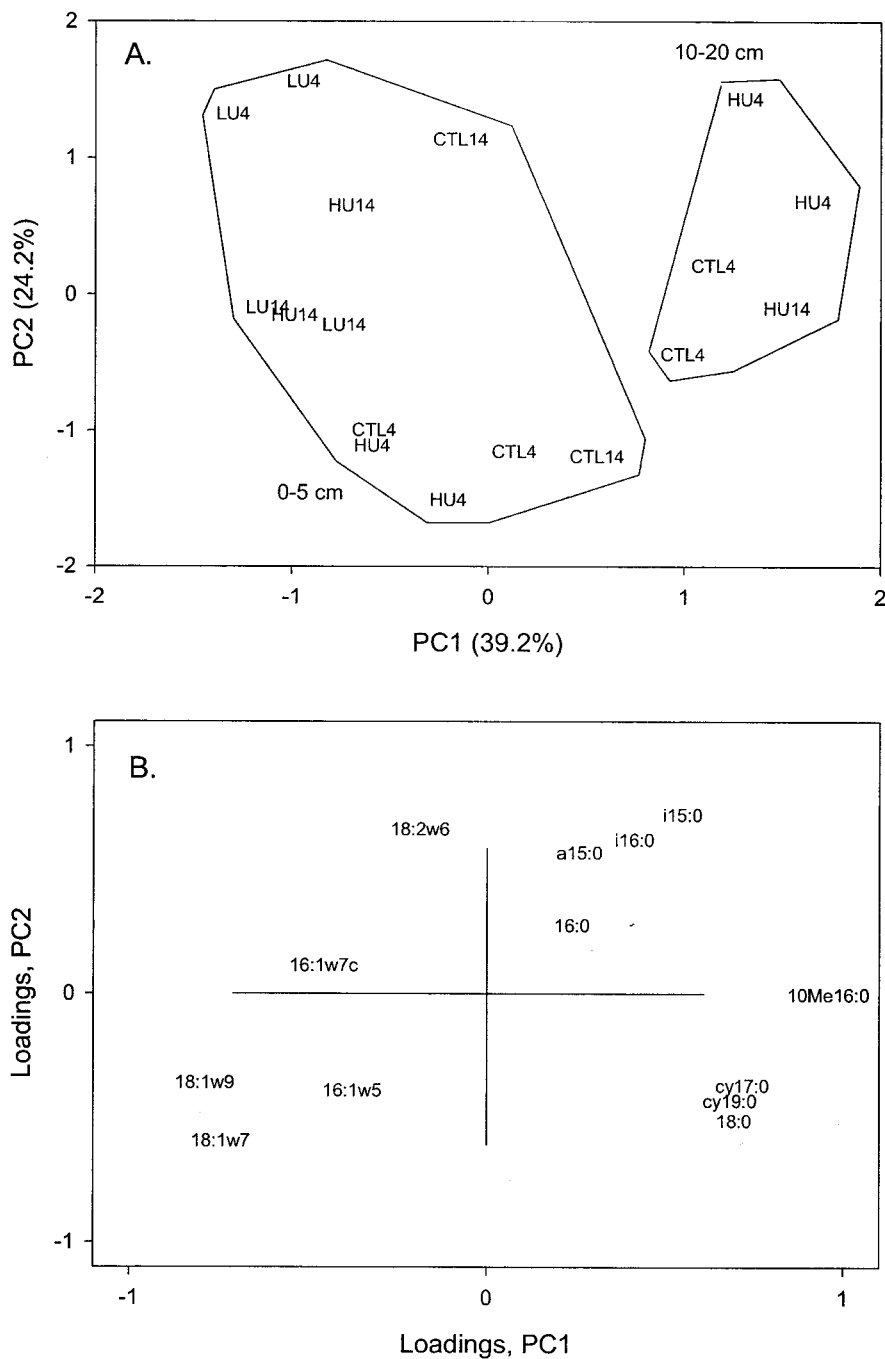 2
A.
10-20 cm
LU4
HU4
LU4
1
CTL14
HU14
HU4
CTL4
PC2 (24.2%)
0
LU14
HU14
LU14
HU14
CTL4
-1
CTL4
HU4
CTL4
CTL14
0-5 cm
HU4
-2
-2 -1 0 1 2
PC1 (39.2%)
1
B.
i15:0
18:2w6
i16:0
a15:0
16:0
16:1w7c
Loadings, PC2
0
10Me16:0
18:1w9
16:1w5
cy17:0
cy19:0
18:0
18:1w7
-1
-1 0 1
Loadings, PC1